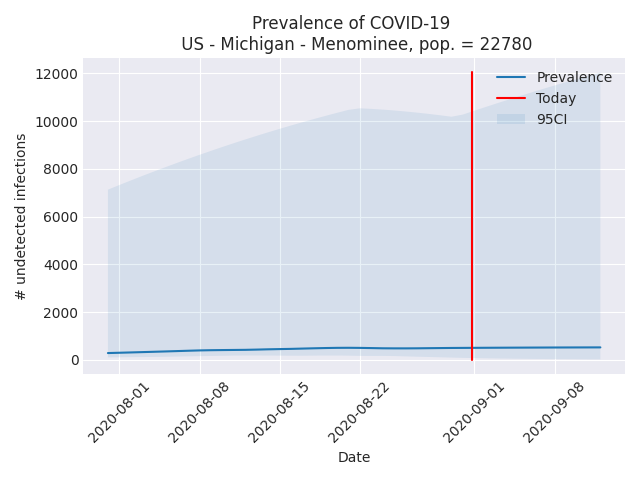 Prevalence of COVID-19
US - Michigan - Menominee, pop. = 22780
12000
10000
8000
6000
4000
2000
0
# undetected infections
Prevalence
Today
95CI
2020-08-01
2020-08-08
2020-08-15
2020-08-22
2020-09-01
2020-09-08
Date